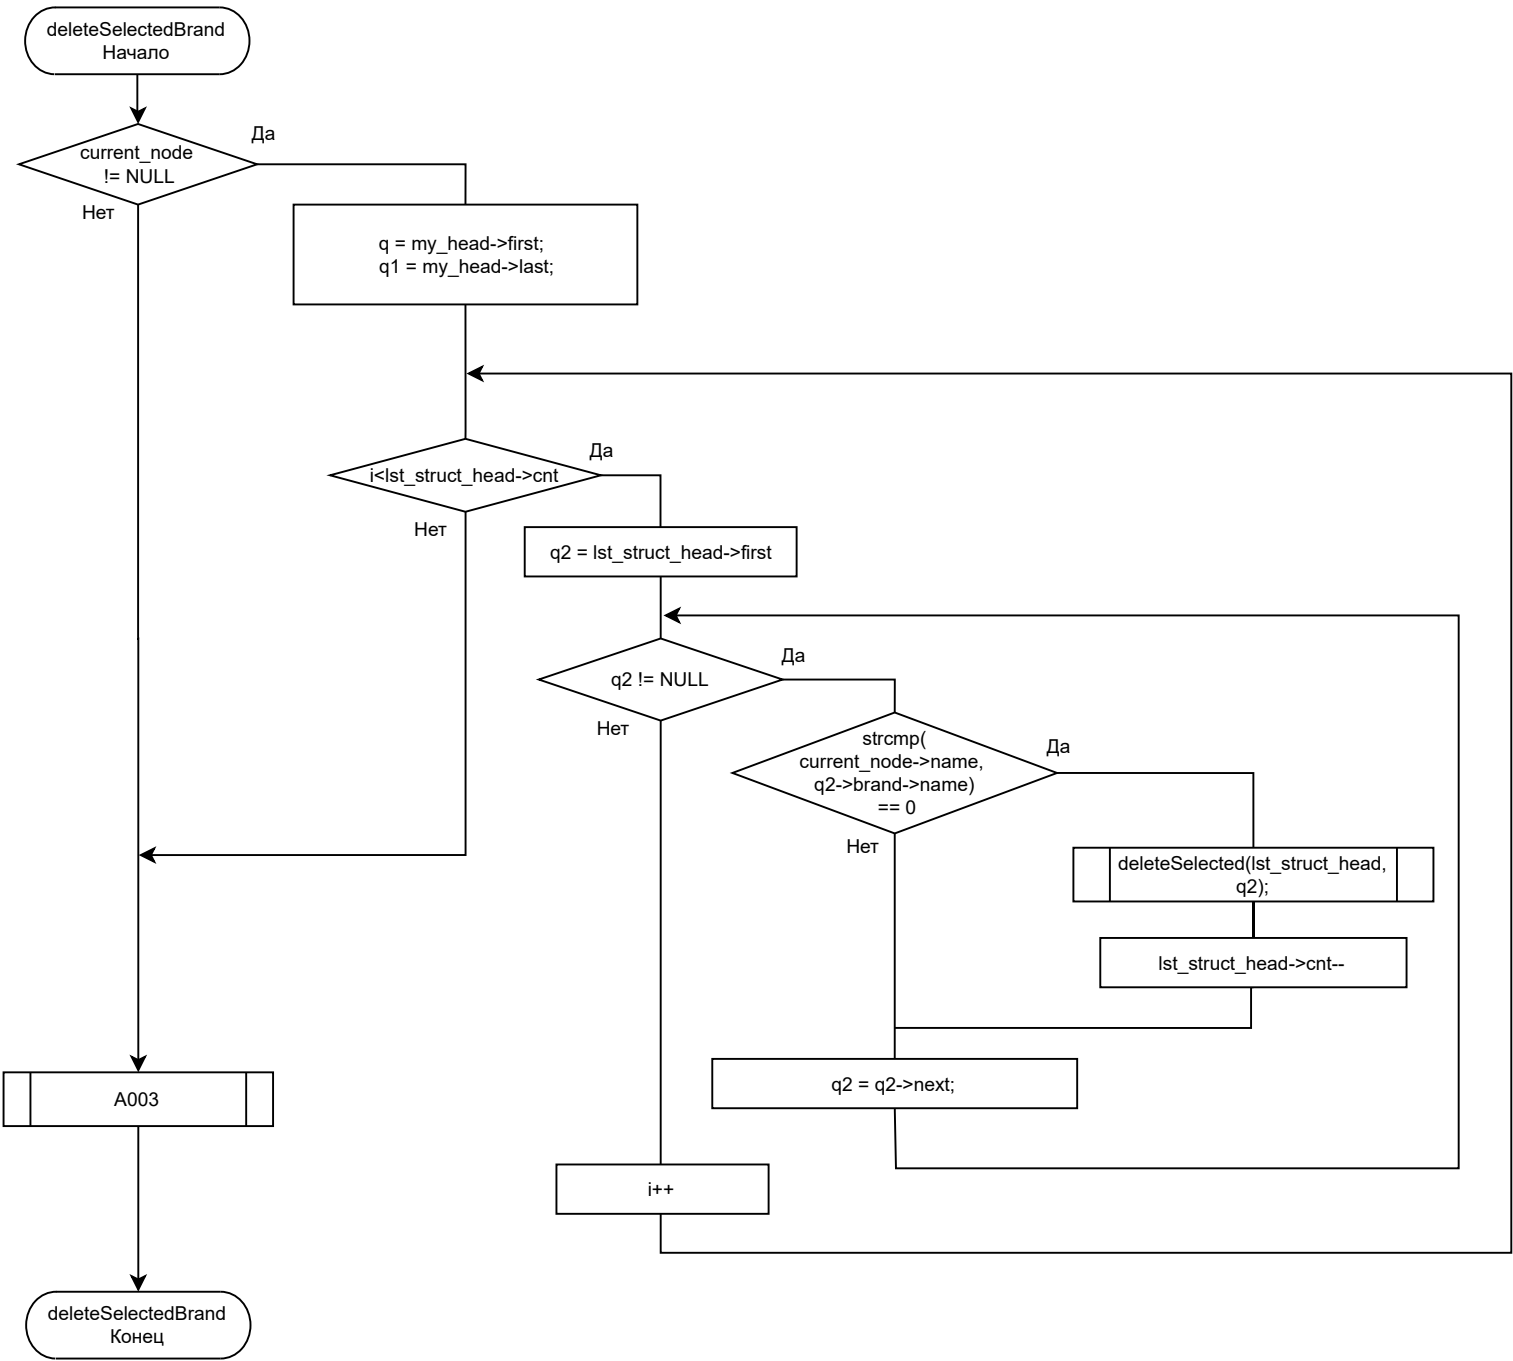 deleteSelectedBrand
Начало
Да
current_node
!= NULL
Нет
q = my_head->first;
q1 = my_head->last;
Да
i<lst_struct_head->cnt
Нет
q2 = lst_struct_head->first
Да
q2 != NULL
Нет
strcmp(
current_node->name,
q2->brand->name)
== 0
Да
Нет
deleteSelected(lst_struct_head,
q2);
lst_struct_head->cnt--
q2 = q2->next;
A003
i++
deleteSelectedBrand
Конец